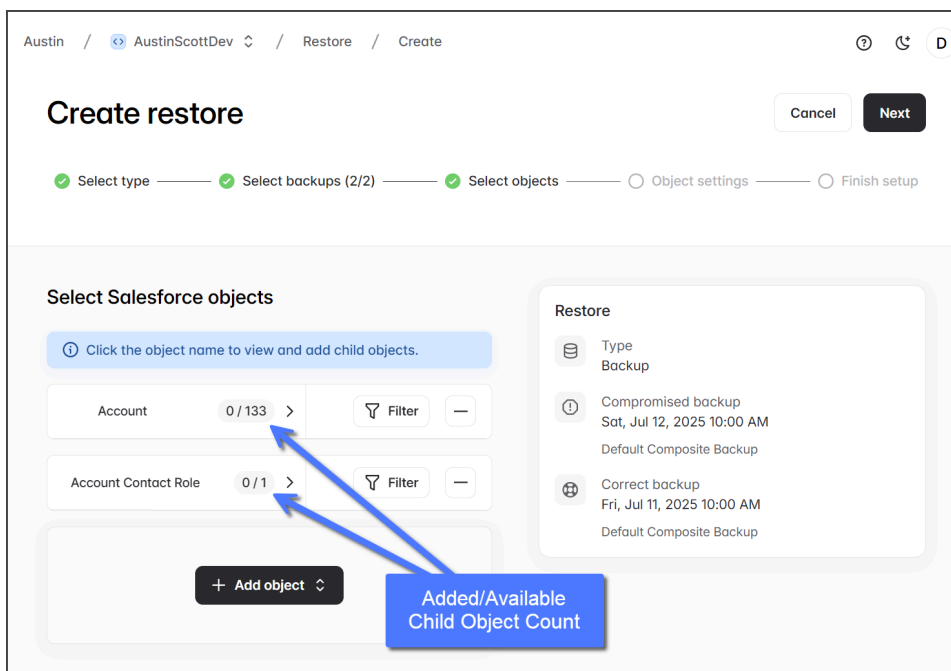 Austin / AustinScottDev / Restore / Create
D
Create restore
Cancel
Next
Select type
Select backups (2/2)
Select objects
Object settings
Finish setup
Select Salesforce objects
Click the object name to view and add child objects.
Account 0 / 133 Filter
Account Contact Role 0 / 1 Filter
+ Add object
Added/Available
Child Object Count
Restore
Type
Backup
Compromised backup
Sat, Jul 12, 2025 10:00 AM
Default Composite Backup
Correct backup
Fri, Jul 11, 2025 10:00 AM
Default Composite Backup